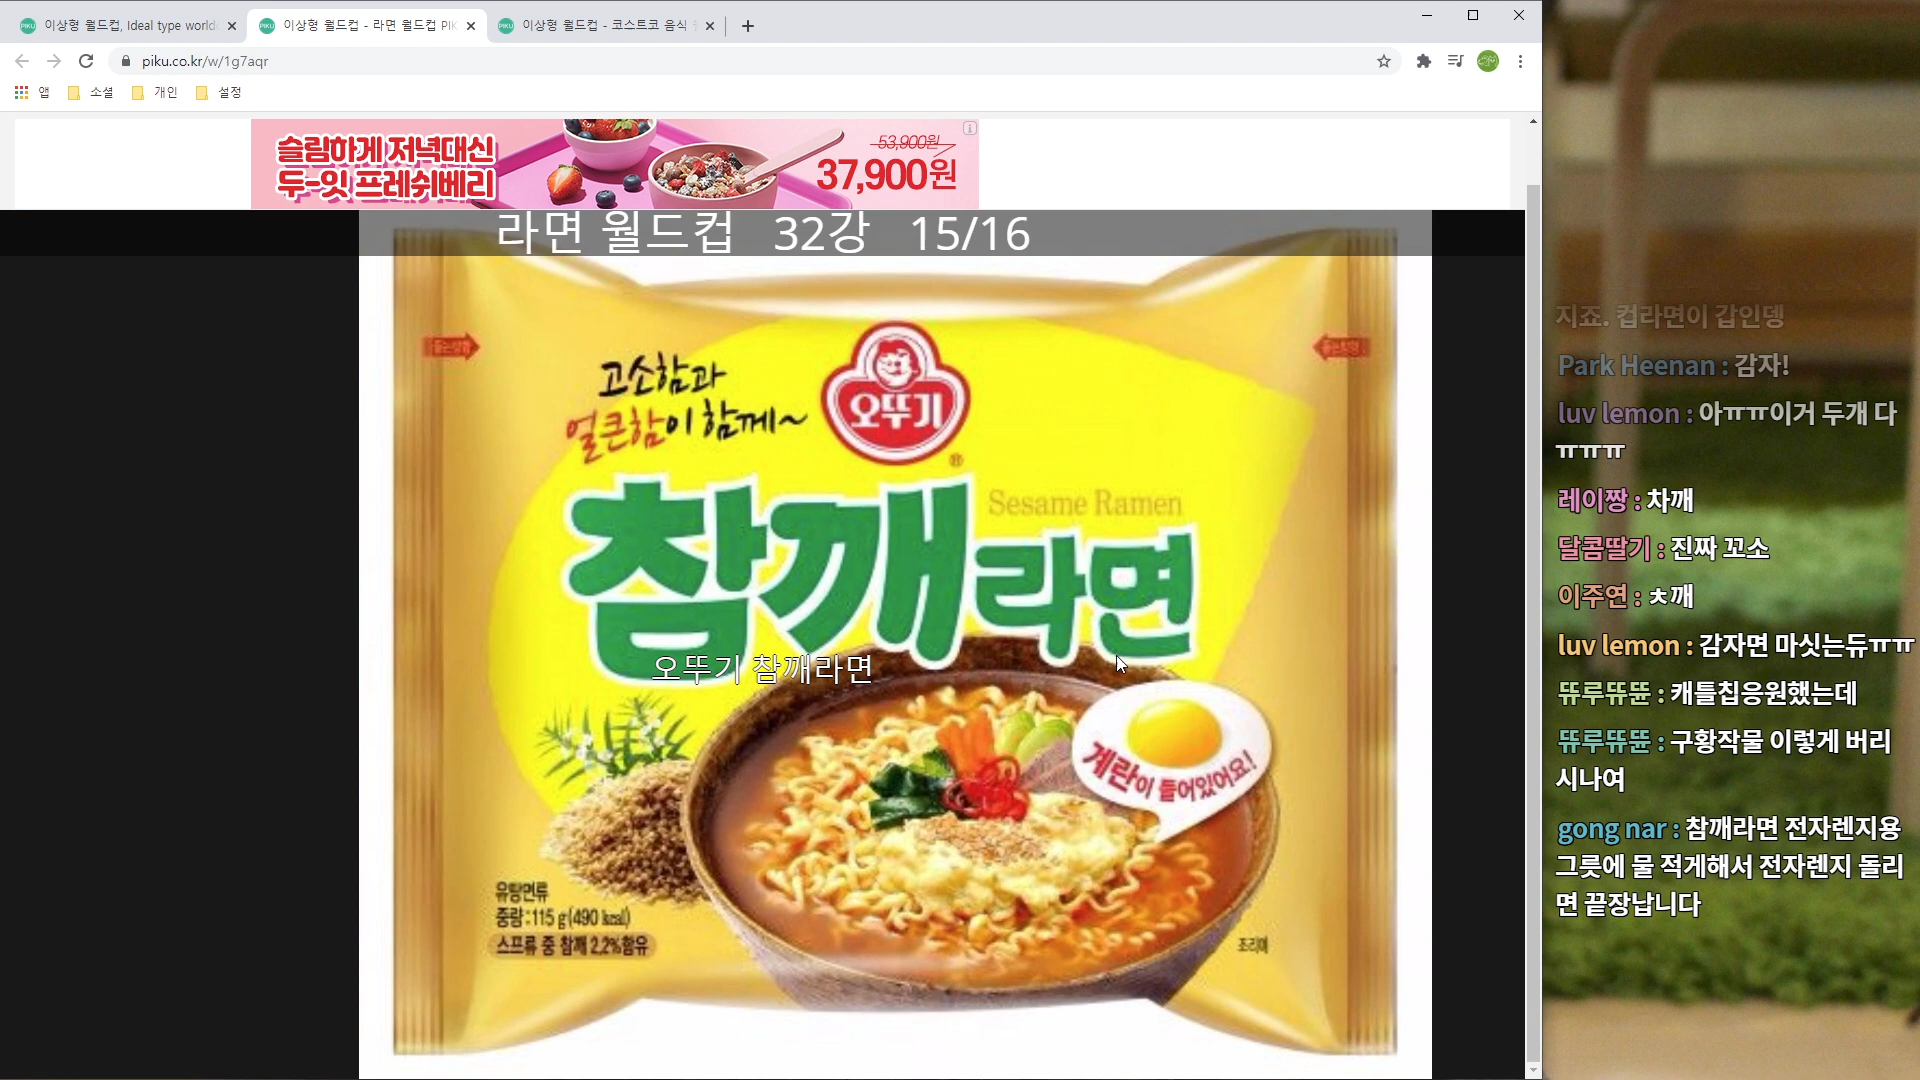 이상형 월드컵, Ideal type world
이상형 월드컵 - 라면 월드컵 PIK
이상형 월드컵 - 코스트코 음식
piku.co.kr/w/1g7aqr
앱 소셜 개인 설정
슬림하게 저녁대신
두-잇 프레쉬베리
53,900원
37,900원
라면 월드컵 32강 15/16
고소함과
얼큰함이 함께~
오뚜기
®
Sesame Ramen
참깨라면
오뚜기 참깨라면
계란이 들어있어요!
유탕면류
중량:115 g(490 kcal)
스프류 중 참깨 2.2%함유
조리예
지죠. 컵라면이 갑인뎅
Park Heenan : 감자!
luv lemon : 아ㅠㅠ이거 두개 다
ㅠㅠㅠ
레이짱 : 차깨
달콤딸기 : 진짜 꼬소
이주연 : ㅊ깨
luv lemon : 감자면 마싯는듀ㅠㅠ
뜌루뜌뜐 : 캐틀칩응원했는데
뜌루뜌뜐 : 구황작물 이렇게 버리
시나여
gong nar : 참깨라면 전자렌지용
그릇에 물 적게해서 전자렌지 돌리
면 끝장납니다